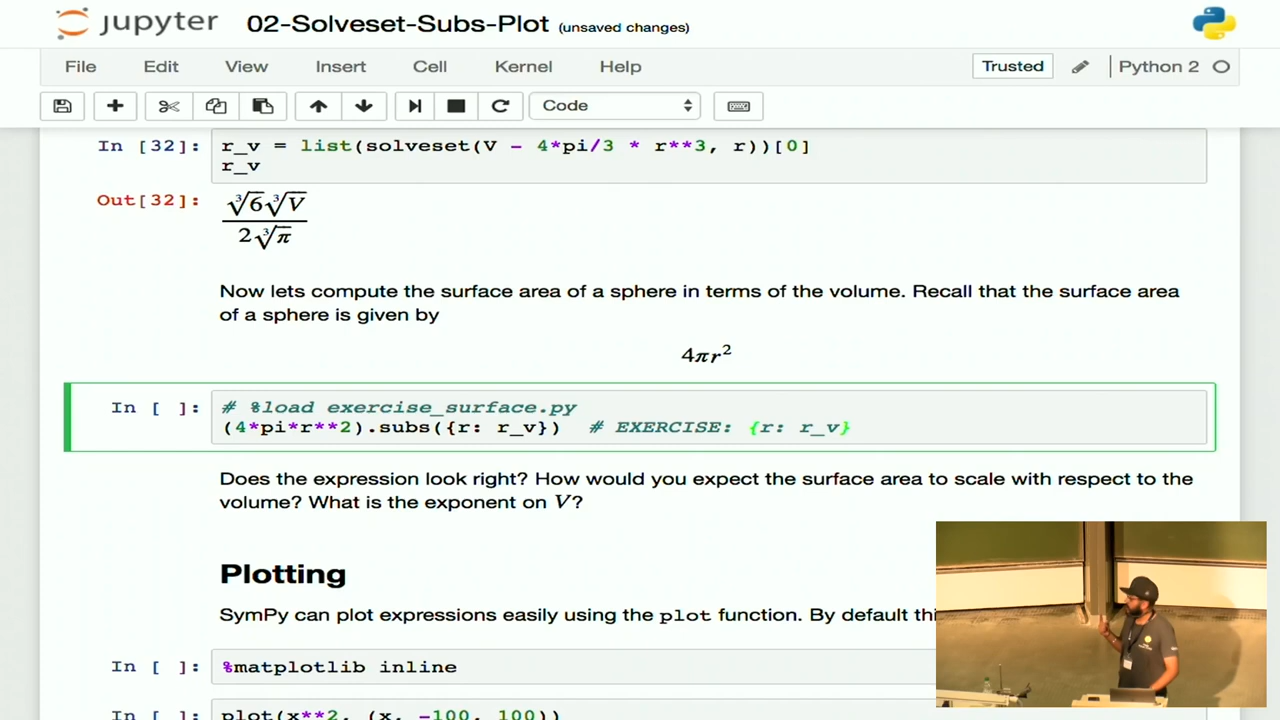 jupyter 02-Solveset-Subs-Plot (unsaved changes)
File Edit View Insert Cell Kernel Help Trusted Python 2
Code
In [32]: r_v = list(solveset(V - 4*pi/3 * r**3, r))[0]
r_v
Out[32]: ∛6∛V
2∛π
Now lets compute the surface area of a sphere in terms of the volume. Recall that the surface area
of a sphere is given by
4πr²
In [ ]: # %load exercise_surface.py
(4*pi*r**2).subs({r: r_v}) # EXERCISE: {r: r_v}
Does the expression look right? How would you expect the surface area to scale with respect to the
volume? What is the exponent on V?
Plotting
SymPy can plot expressions easily using the plot function. By default thi
In [ ]: %matplotlib inline
In [ ]: plot(x**2, (x, -100, 100))